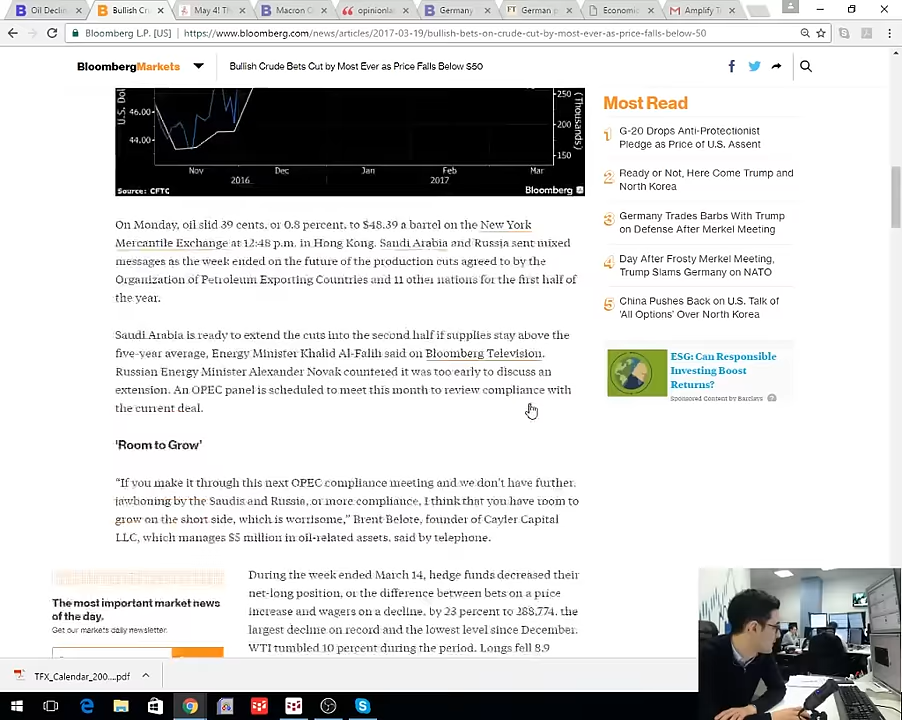 Oil Declin
Bullish Cru
May 4! Th
Macron O
opinionla
Germany
German p
Economic
Amplify T
Bloomberg L.P. [US]
https://www.bloomberg.com/news/articles/2017-03-19/bullish-bets-on-crude-cut-by-most-ever-as-price-falls-below-50
BloombergMarkets
Bullish Crude Bets Cut by Most Ever as Price Falls Below $50
U.S. Dol
46.00
44.00
250
200
150
(Thousands)
Nov
Dec
Jan
Feb
Mar
2016
2017
Source: CFTC
Bloomberg
On Monday, oil slid 39 cents, or 0.8 percent, to $48.39 a barrel on the New York
Mercantile Exchange at 12:48 p.m. in Hong Kong. Saudi Arabia and Russia sent mixed
messages as the week ended on the future of the production cuts agreed to by the
Organization of Petroleum Exporting Countries and 11 other nations for the first half of
the year.
Saudi Arabia is ready to extend the cuts into the second half if supplies stay above the
five-year average, Energy Minister Khalid Al-Falih said on Bloomberg Television.
Russian Energy Minister Alexander Novak countered it was too early to discuss an
extension. An OPEC panel is scheduled to meet this month to review compliance with
the current deal.
'Room to Grow'
“If you make it through this next OPEC compliance meeting and we don't have further
jawboning by the Saudis and Russia, or more compliance, I think that you have room to
grow on the short side, which is worrisome,” Brent Belote, founder of Cayler Capital
LLC, which manages $5 million in oil-related assets, said by telephone.
During the week ended March 14, hedge funds decreased their
net-long position, or the difference between bets on a price
increase and wagers on a decline, by 23 percent to 288,774, the
largest decline on record and the lowest level since December.
WTI tumbled 10 percent during the period. Longs fell 8.9
The most important market news
of the day.
Get our markets daily newsletter.
Most Read
1 G-20 Drops Anti-Protectionist
Pledge as Price of U.S. Assent
2 Ready or Not, Here Come Trump and
North Korea
3 Germany Trades Barbs With Trump
on Defense After Merkel Meeting
4 Day After Frosty Merkel Meeting,
Trump Slams Germany on NATO
5 China Pushes Back on U.S. Talk of
'All Options' Over North Korea
ESG: Can Responsible
Investing Boost
Returns?
Sponsored Content by Barclays
TFX_Calendar_200....pdf